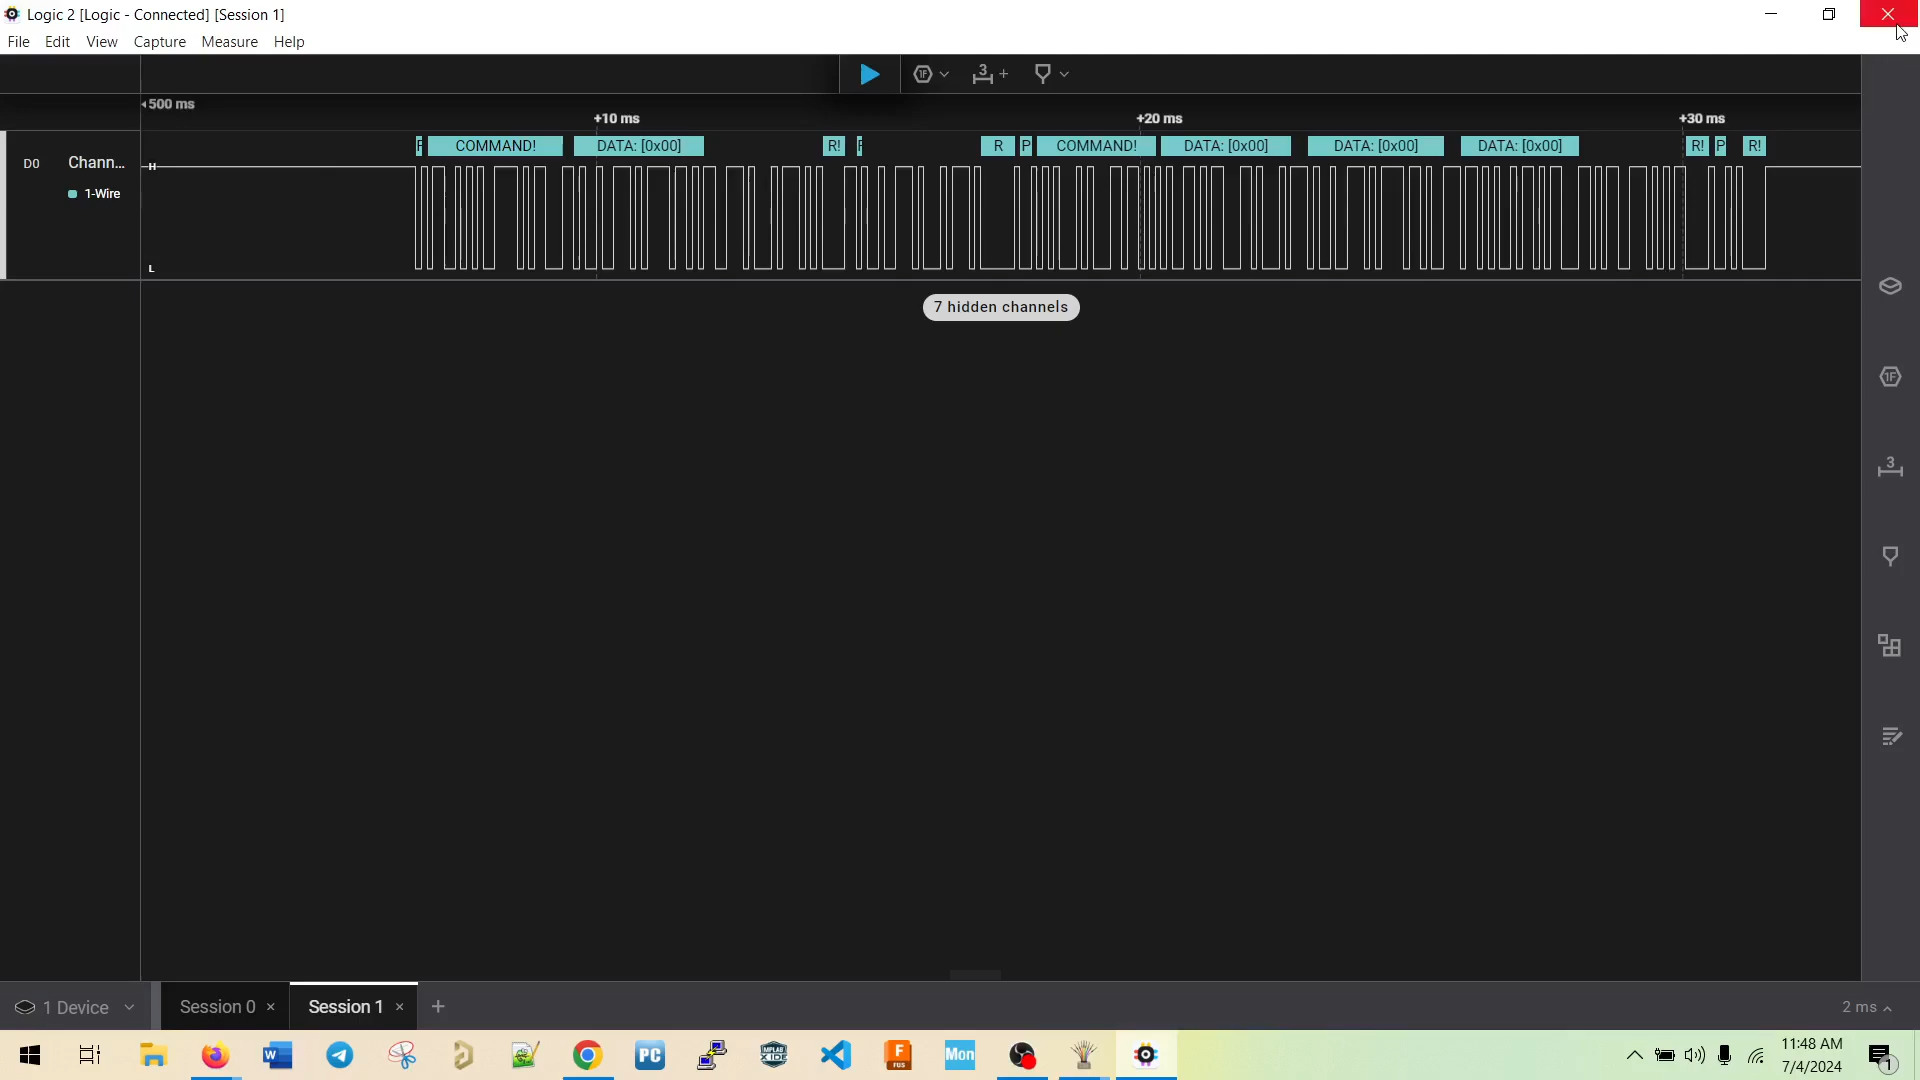 Logic 2 [Logic - Connected] [Session 1]
File Edit View Capture Measure Help
500 ms
+10 ms +20 ms +30 ms
COMMAND! DATA: [0x00] R! R P COMMAND! DATA: [0x00] DATA: [0x00] DATA: [0x00] R! P R!
D0 Chann... H
1-Wire
L
7 hidden channels
1 Device Session 0 × Session 1 × + 2 ms
11:48 AM
7/4/2024
1